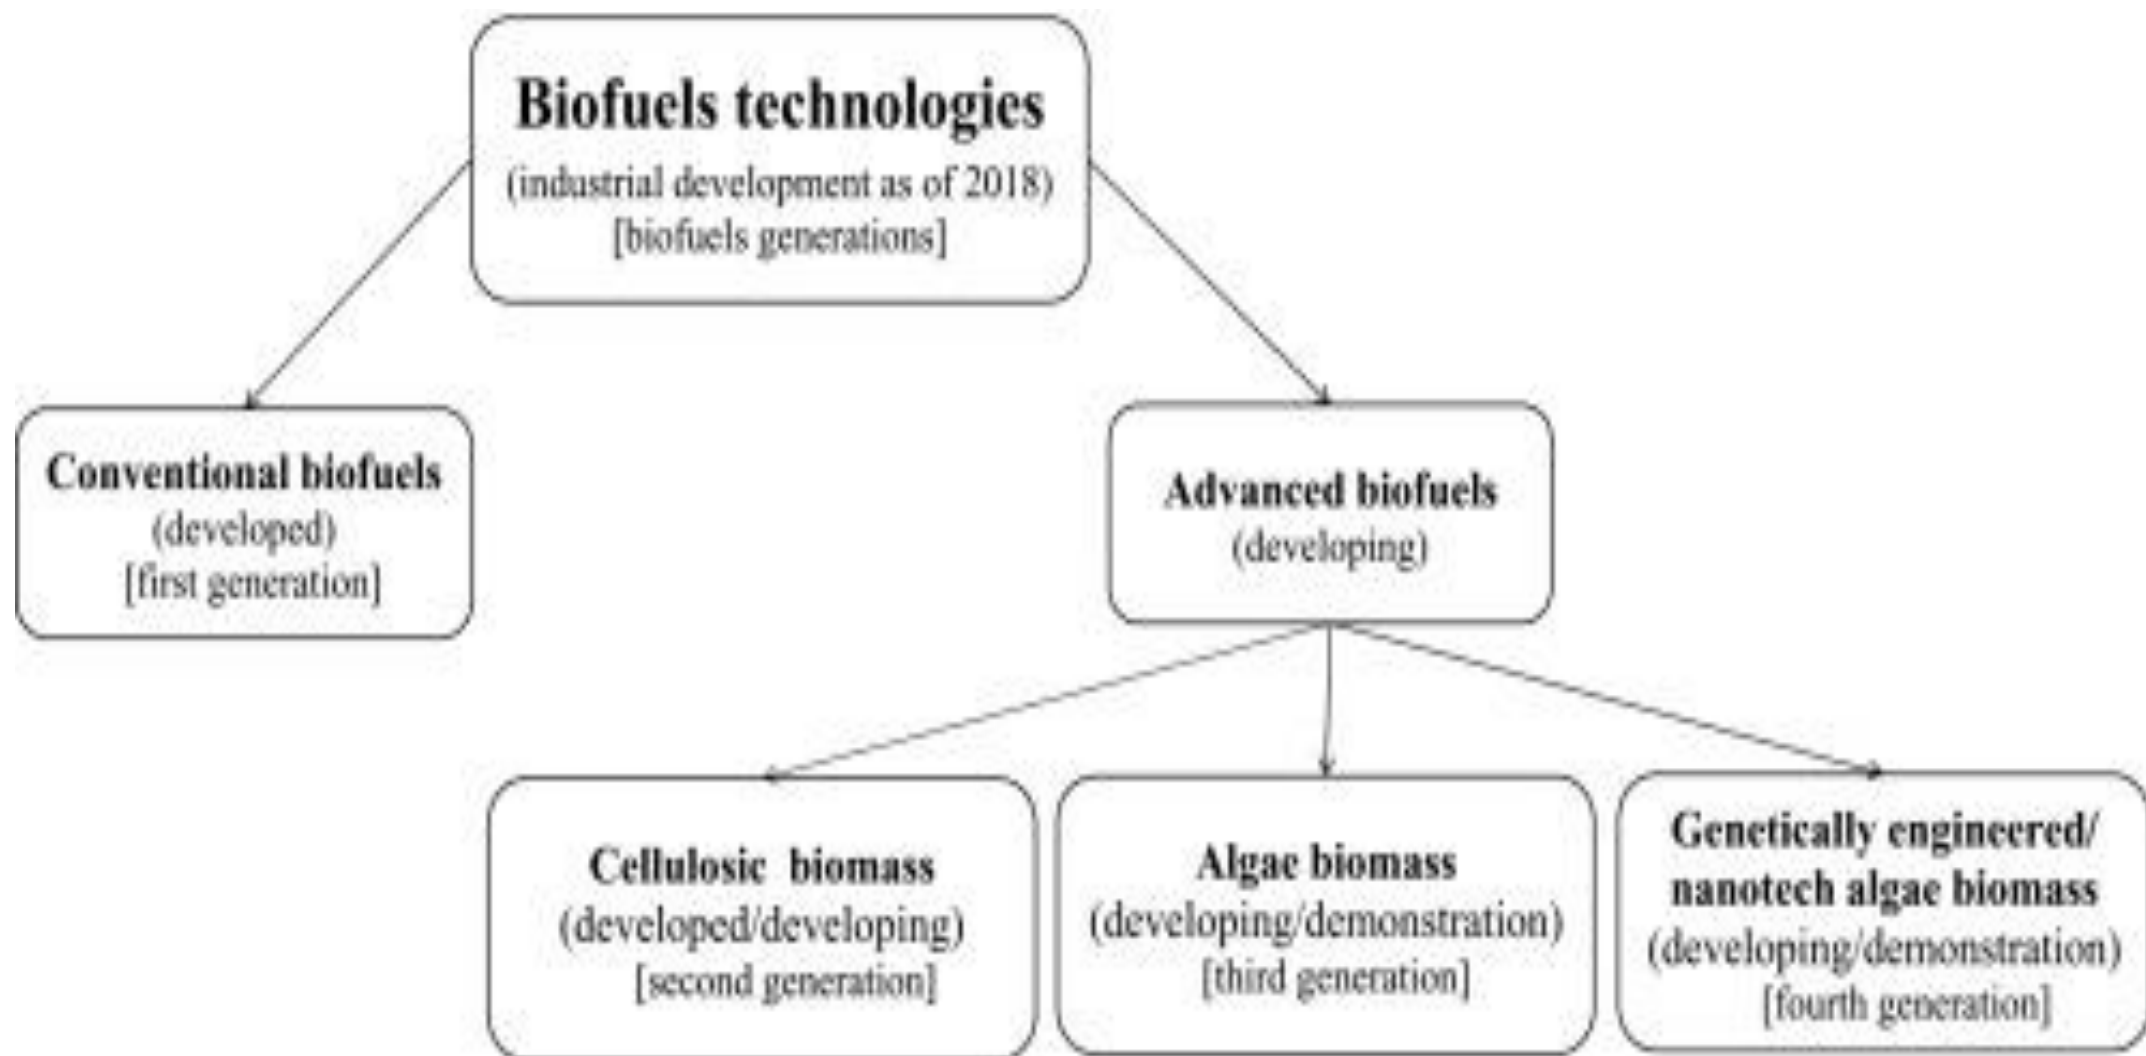 Biofuels technologies
(industrial development as of 2018)
[biofuels generations]
Conventional biofuels
(developed)
[first generation]
Advanced biofuels
(developing)
Cellulosic biomass
(developed/developing)
[second generation]
Algae biomass
(developing/demonstration)
[third generation]
Genetically engineered/
nanotech algae biomass
(developing/demonstration)
[fourth generation]